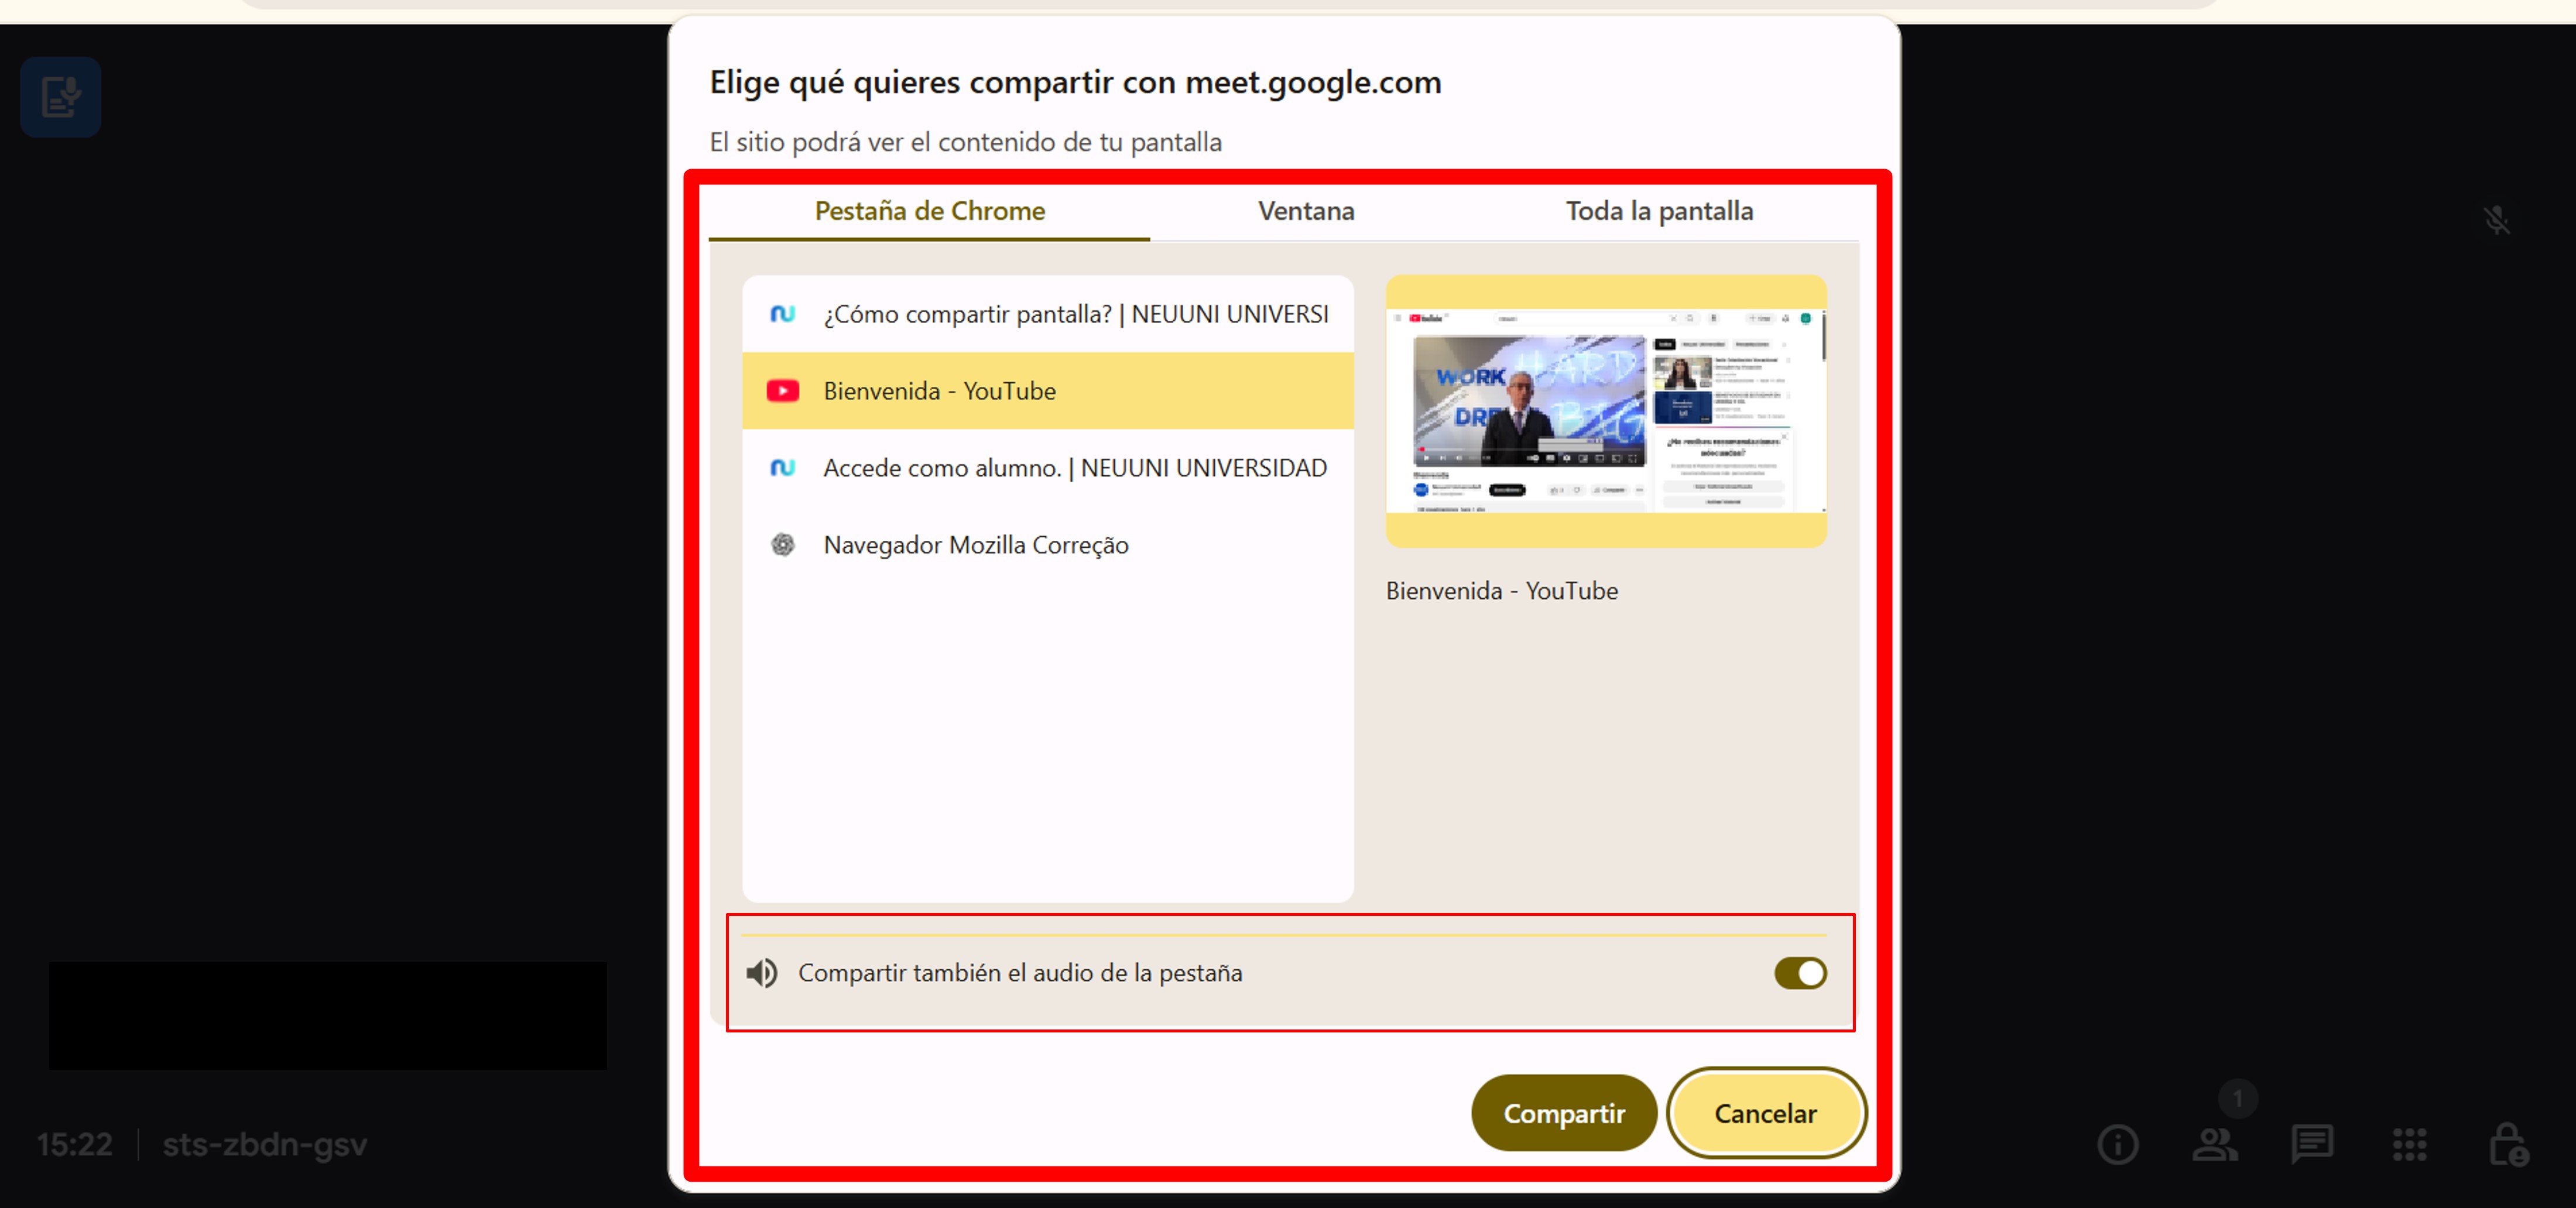 Elige qué quieres compartir con meet.google.com
El sitio podrá ver el contenido de tu pantalla
Pestaña de Chrome
Ventana
Toda la pantalla
¿Cómo compartir pantalla? | NEUUNI UNIVERSI
Bienvenida - YouTube
Accede como alumno. | NEUUNI UNIVERSIDAD
Navegador Mozilla Correção
YouTube
WORK HARD
DRE BIG
Bienvenida - YouTube
Compartir también el audio de la pestaña
Compartir
Cancelar
15:22
sts-zbdn-gsv
1